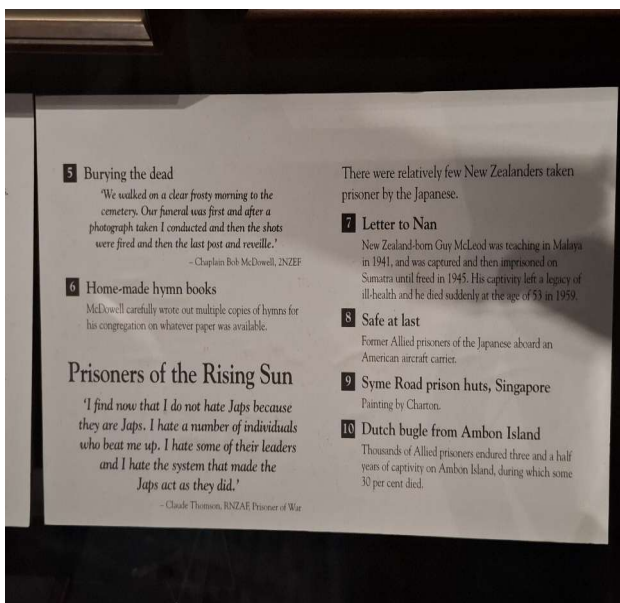 5 Burying the dead
'We walked on a clear frosty morning to the
cemetery. Our funeral was first and after a
photograph taken I conducted and then the shots
were fired and then the last post and reveille.'
– Chaplain Bob McDowell, 2NZEF
6 Home-made hymn books
McDowell carefully wrote out multiple copies of hymns for
his congregation on whatever paper was available.
Prisoners of the Rising Sun
'I find now that I do not hate Japs because
they are Japs. I hate a number of individuals
who beat me up. I hate some of their leaders
and I hate the system that made the
Japs act as they did.'
– Claude Thomson, RNZAF, Prisoner of War
There were relatively few New Zealanders taken
prisoner by the Japanese.
7 Letter to Nan
New Zealand-born Guy McLeod was teaching in Malaya
in 1941, and was captured and then imprisoned on
Sumatra until freed in 1945. His captivity left a legacy of
ill-health and he died suddenly at the age of 53 in 1959.
8 Safe at last
Former Allied prisoners of the Japanese aboard an
American aircraft carrier.
9 Syme Road prison huts, Singapore
Painting by Charton.
10 Dutch bugle from Ambon Island
Thousands of Allied prisoners endured three and a half
years of captivity on Ambon Island, during which some
30 per cent died.